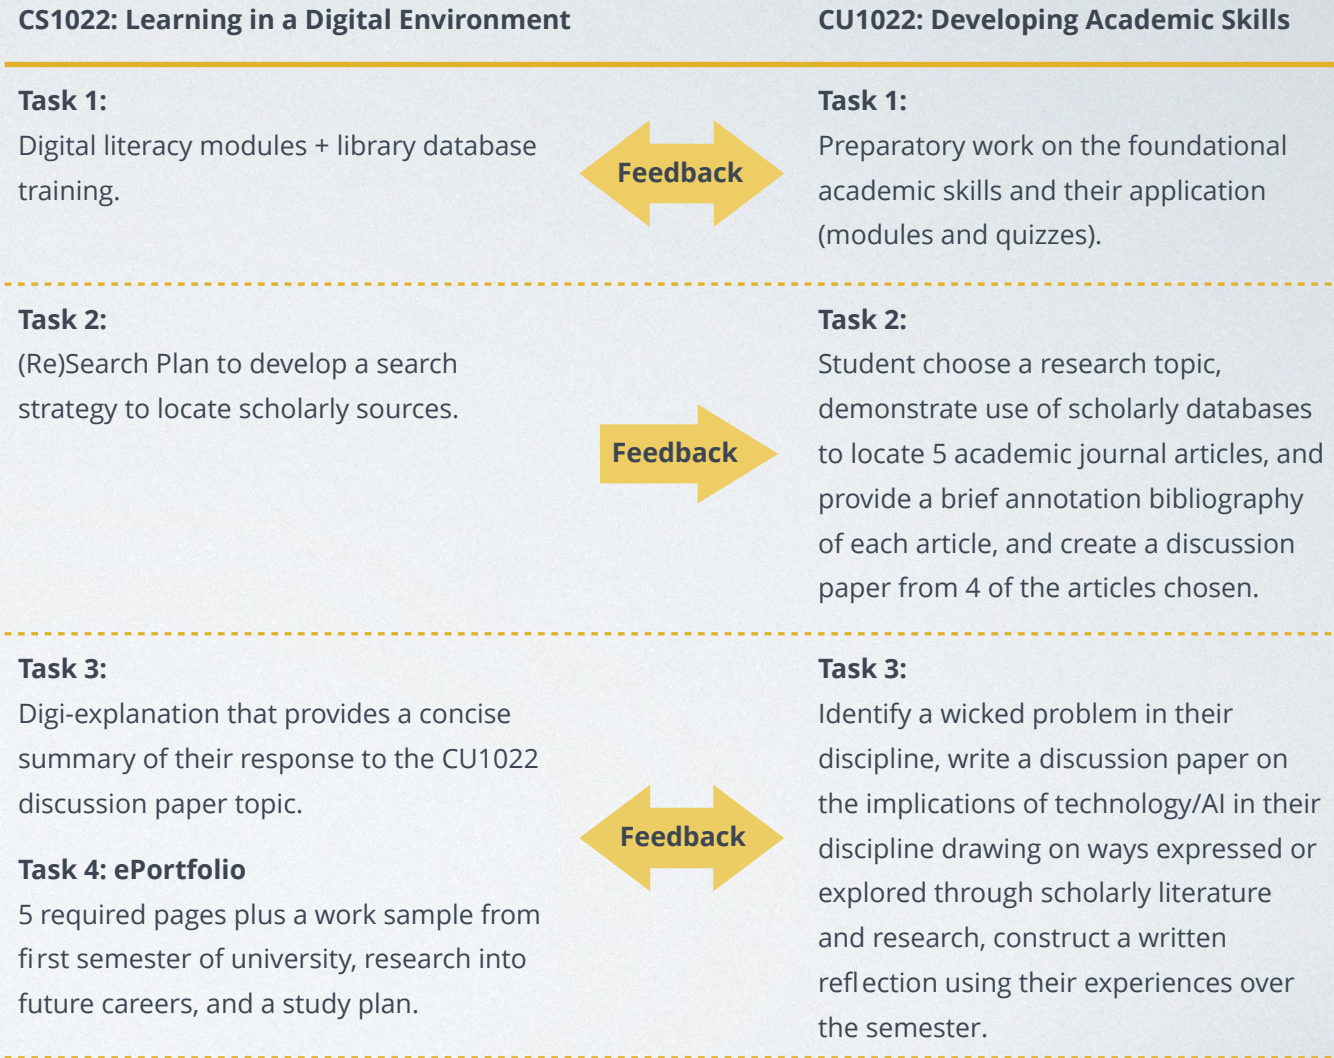 CS1022: Learning in a Digital Environment
CU1022: Developing Academic Skills
Task 1:
Digital literacy modules + library database
training.
Feedback
Task 1:
Preparatory work on the foundational
academic skills and their application
(modules and quizzes).
Task 2:
(Re)Search Plan to develop a search
strategy to locate scholarly sources.
Feedback
Task 2:
Student choose a research topic,
demonstrate use of scholarly databases
to locate 5 academic journal articles, and
provide a brief annotation bibliography
of each article, and create a discussion
paper from 4 of the articles chosen.
Task 3:
Digi-explanation that provides a concise
summary of their response to the CU1022
discussion paper topic.
Task 4: ePortfolio
5 required pages plus a work sample from
first semester of university, research into
future careers, and a study plan.
Feedback
Task 3:
Identify a wicked problem in their
discipline, write a discussion paper on
the implications of technology/AI in their
discipline drawing on ways expressed or
explored through scholarly literature
and research, construct a written
reflection using their experiences over
the semester.